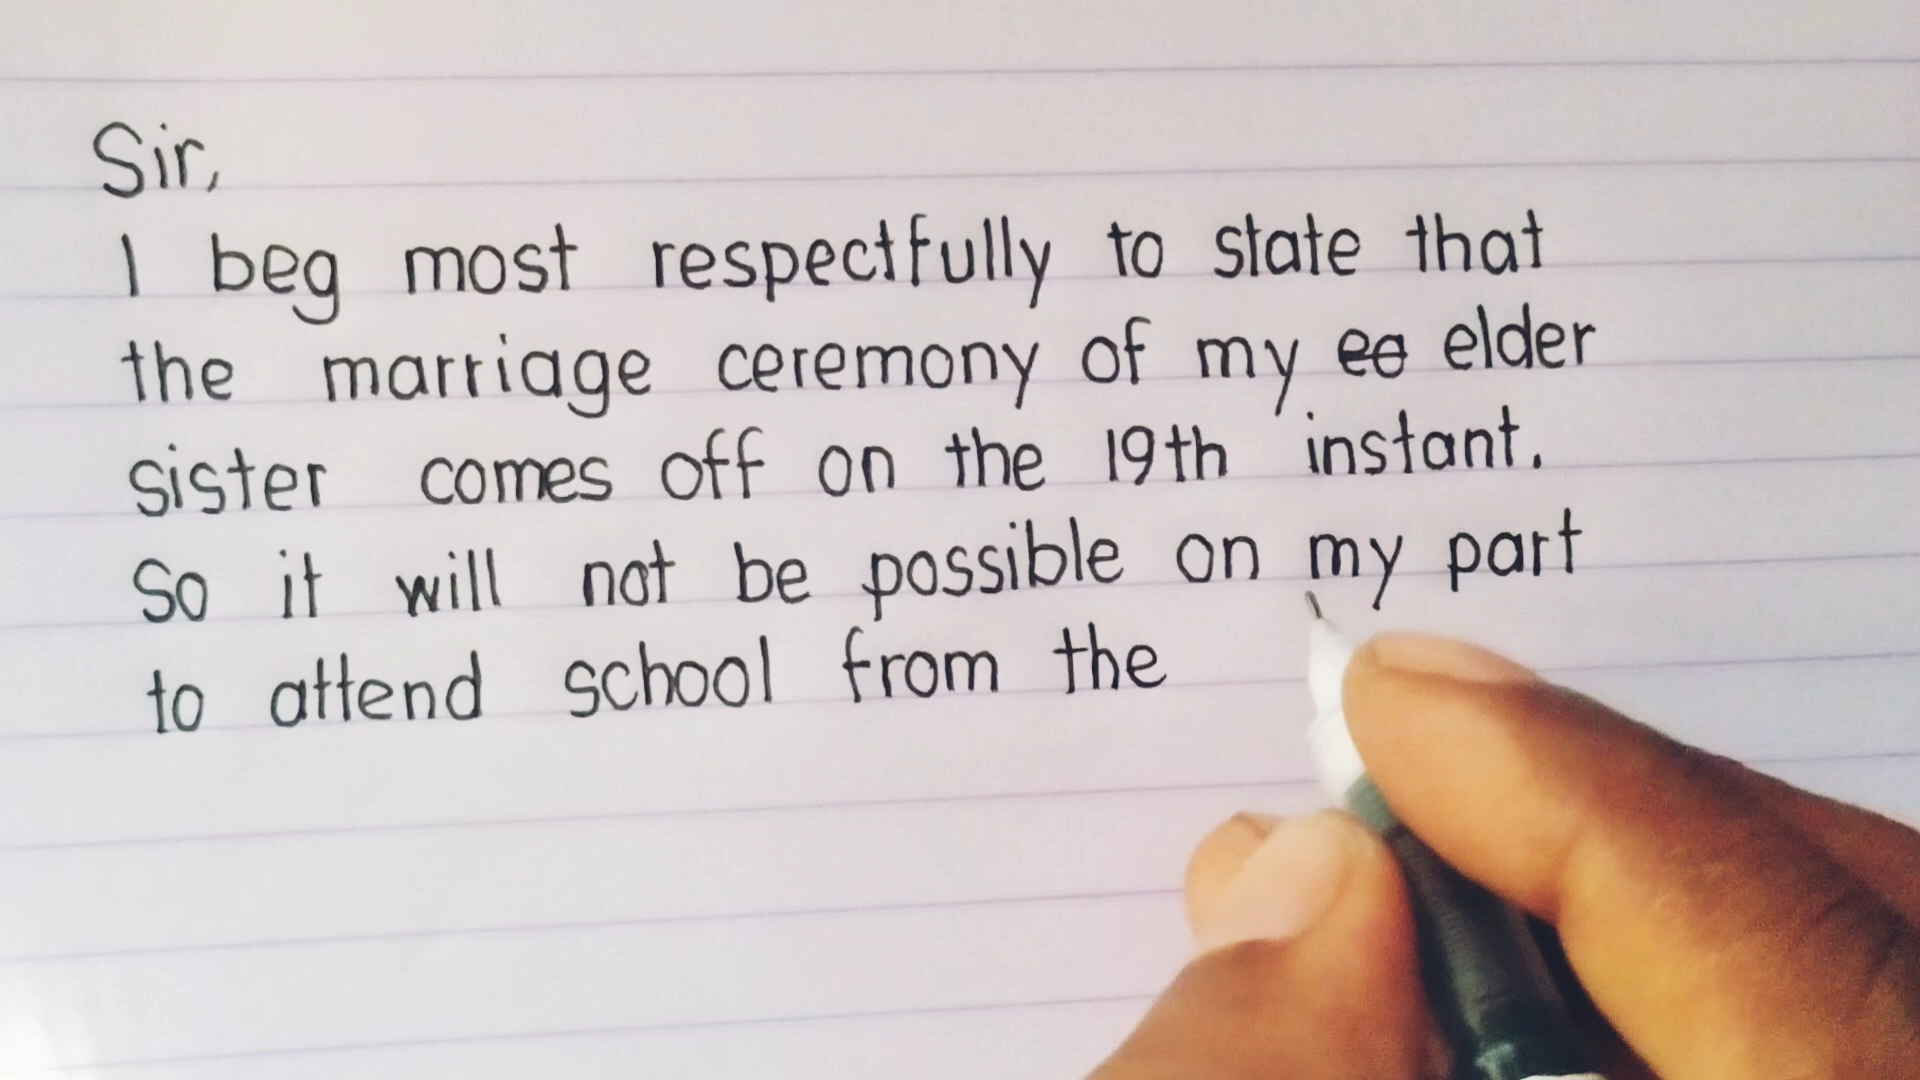 Sir,
I beg most respectfully to state that
the marriage ceremony of my eo elder
sister comes off on the 19th instant.
So it will not be possible on my part
to attend school from the